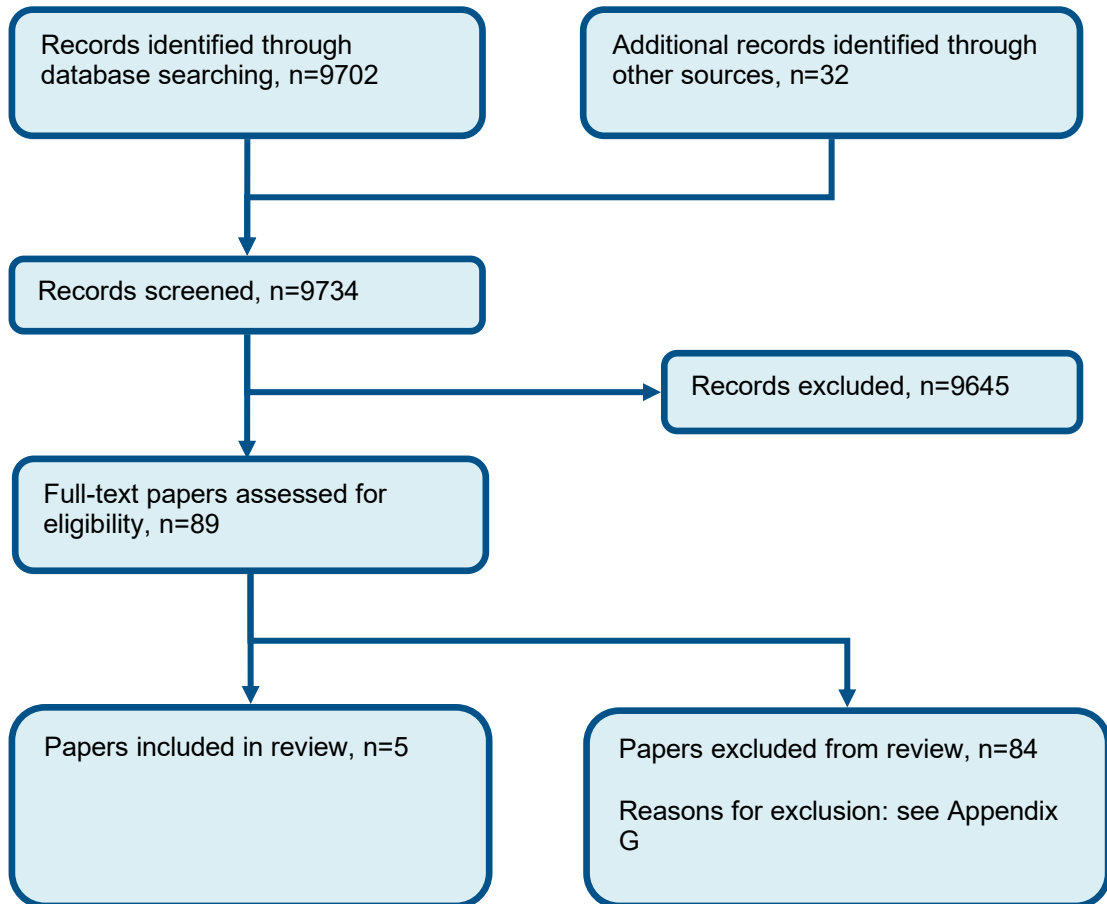 Records identified through
database searching, n=9702
Additional records identified through
other sources, n=32
Records screened, n=9734
Records excluded, n=9645
Full-text papers assessed for
eligibility, n=89
Papers included in review, n=5
Papers excluded from review, n=84
Reasons for exclusion: see Appendix
G